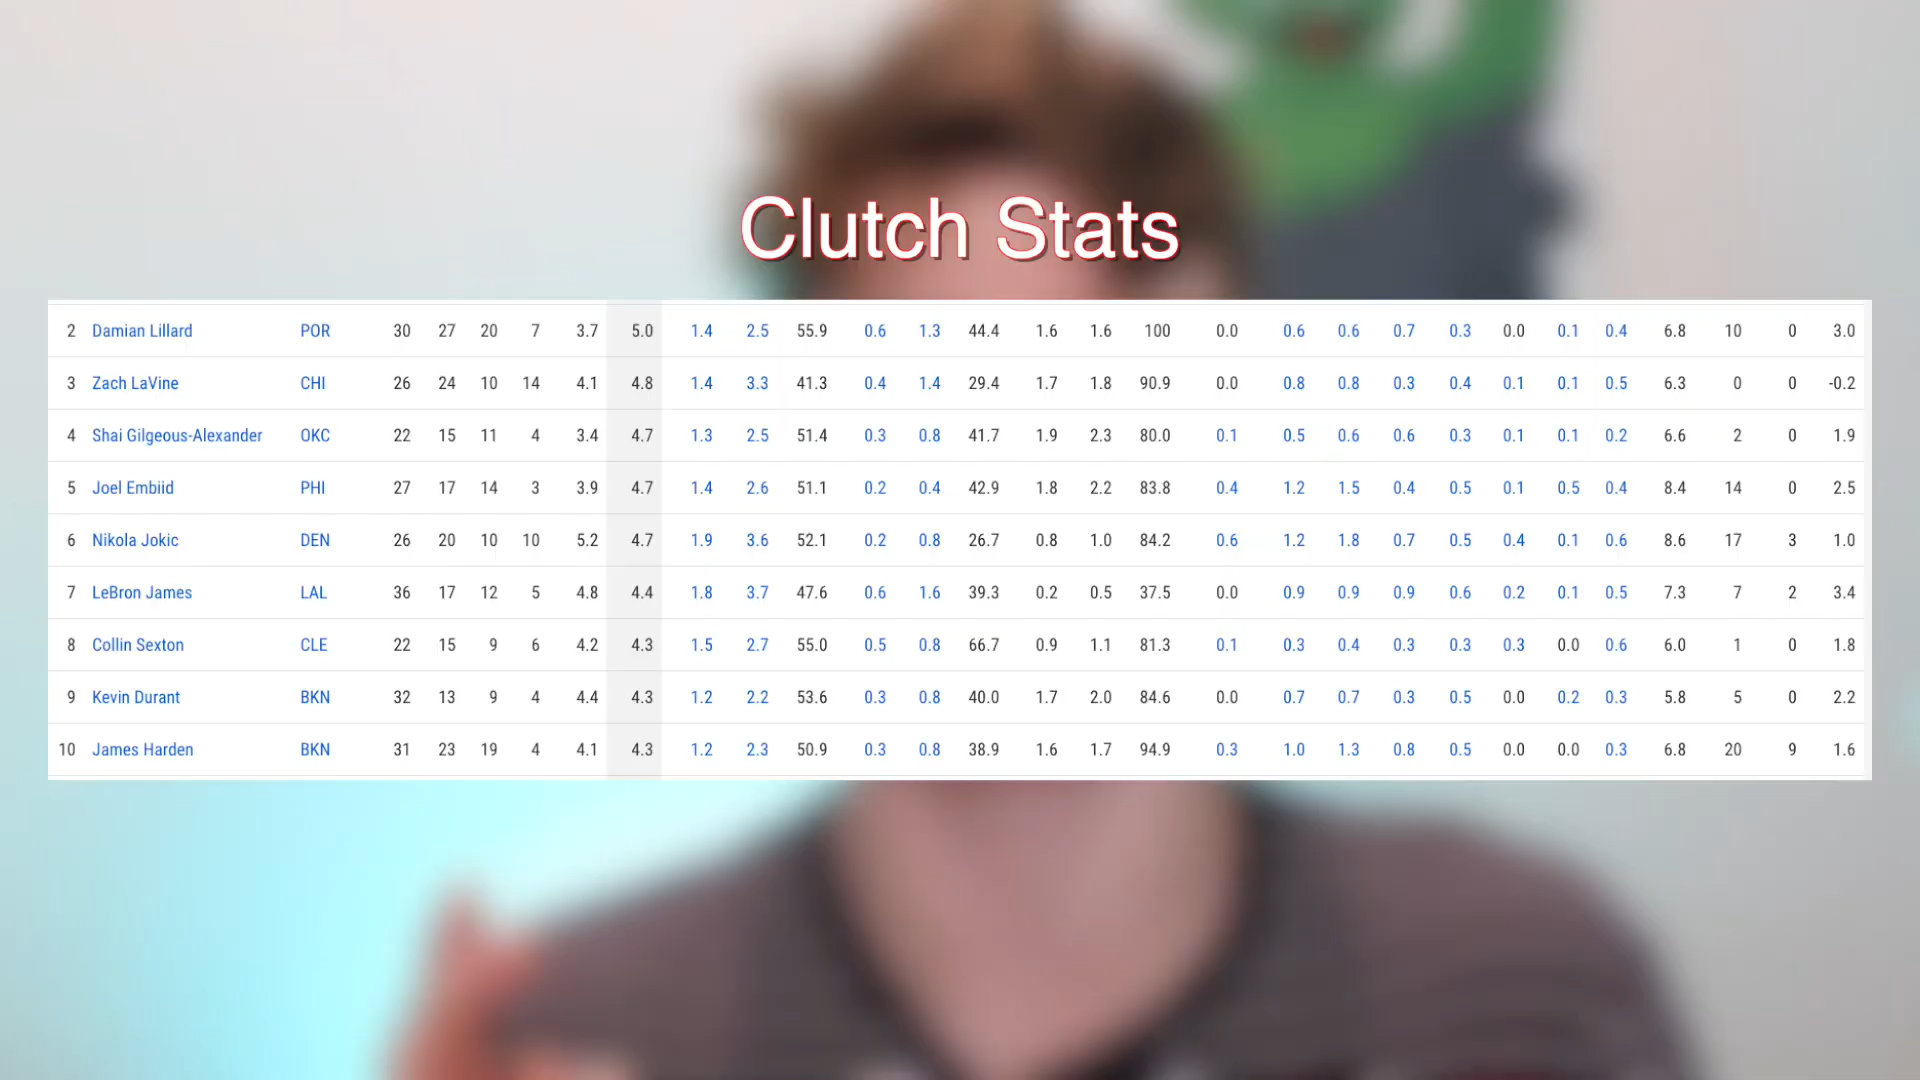 Clutch Stats
2 Damian Lillard POR 30 27 20 7 3.7 5.0 1.4 2.5 55.9 0.6 1.3 44.4 1.6 1.6 100 0.0 0.6 0.6 0.7 0.3 0.0 0.1 0.4 6.8 10 0 3.0
3 Zach LaVine CHI 26 24 10 14 4.1 4.8 1.4 3.3 41.3 0.4 1.4 29.4 1.7 1.8 90.9 0.0 0.8 0.8 0.3 0.4 0.1 0.1 0.5 6.3 0 0 -0.2
4 Shai Gilgeous-Alexander OKC 22 15 11 4 3.4 4.7 1.3 2.5 51.4 0.3 0.8 41.7 1.9 2.3 80.0 0.1 0.5 0.6 0.6 0.3 0.1 0.1 0.2 6.6 2 0 1.9
5 Joel Embiid PHI 27 17 14 3 3.9 4.7 1.4 2.6 51.1 0.2 0.4 42.9 1.8 2.2 83.8 0.4 1.2 1.5 0.4 0.5 0.1 0.5 0.4 8.4 14 0 2.5
6 Nikola Jokic DEN 26 20 10 10 5.2 4.7 1.9 3.6 52.1 0.2 0.8 26.7 0.8 1.0 84.2 0.6 1.2 1.8 0.7 0.5 0.4 0.1 0.6 8.6 17 3 1.0
7 LeBron James LAL 36 17 12 5 4.8 4.4 1.8 3.7 47.6 0.6 1.6 39.3 0.2 0.5 37.5 0.0 0.9 0.9 0.9 0.6 0.2 0.1 0.5 7.3 7 2 3.4
8 Collin Sexton CLE 22 15 9 6 4.2 4.3 1.5 2.7 55.0 0.5 0.8 66.7 0.9 1.1 81.3 0.1 0.3 0.4 0.3 0.3 0.3 0.0 0.6 6.0 1 0 1.8
9 Kevin Durant BKN 32 13 9 4 4.4 4.3 1.2 2.2 53.6 0.3 0.8 40.0 1.7 2.0 84.6 0.0 0.7 0.7 0.3 0.5 0.0 0.2 0.3 5.8 5 0 2.2
10 James Harden BKN 31 23 19 4 4.1 4.3 1.2 2.3 50.9 0.3 0.8 38.9 1.6 1.7 94.9 0.3 1.0 1.3 0.8 0.5 0.0 0.0 0.3 6.8 20 9 1.6